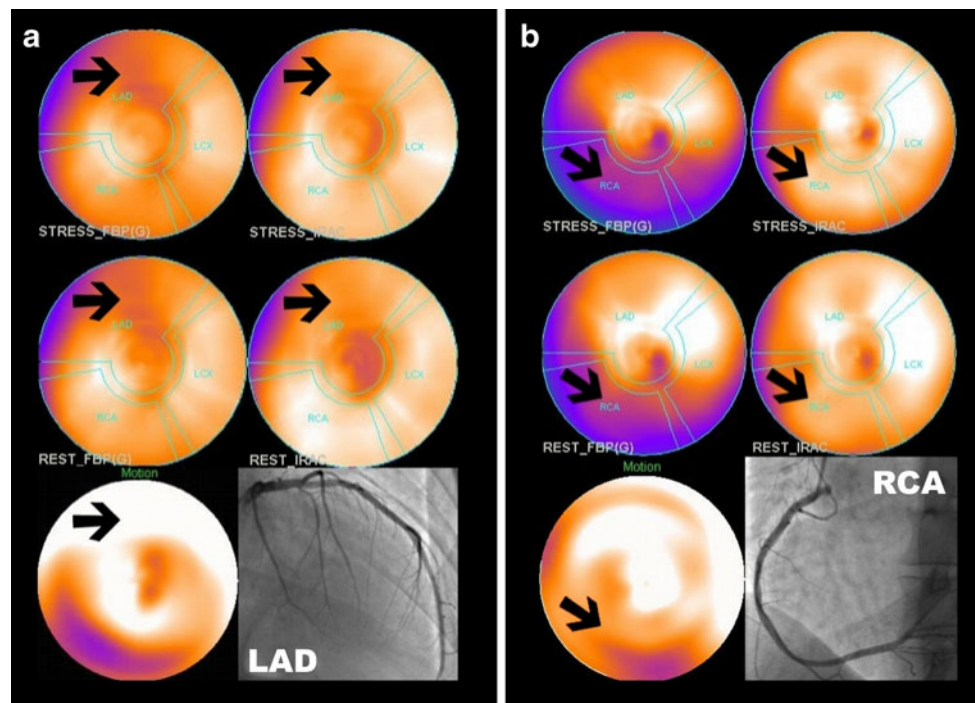 a
LAD
LCX
RCA
STRESS_FBP(G)
LAD
LCX
RCA
STRESS_IRAC
LAD
LCX
RCA
REST_FBP(G)
LAD
LCX
RCA
REST_IRAC
Motion
LAD
b
LAD
LCX
RCA
STRESS_FBP(G)
LAD
LCX
RCA
STRESS_IRAC
LAD
LCX
RCA
REST_FBP(G)
LAD
LCX
RCA
REST_IRAC
Motion
RCA